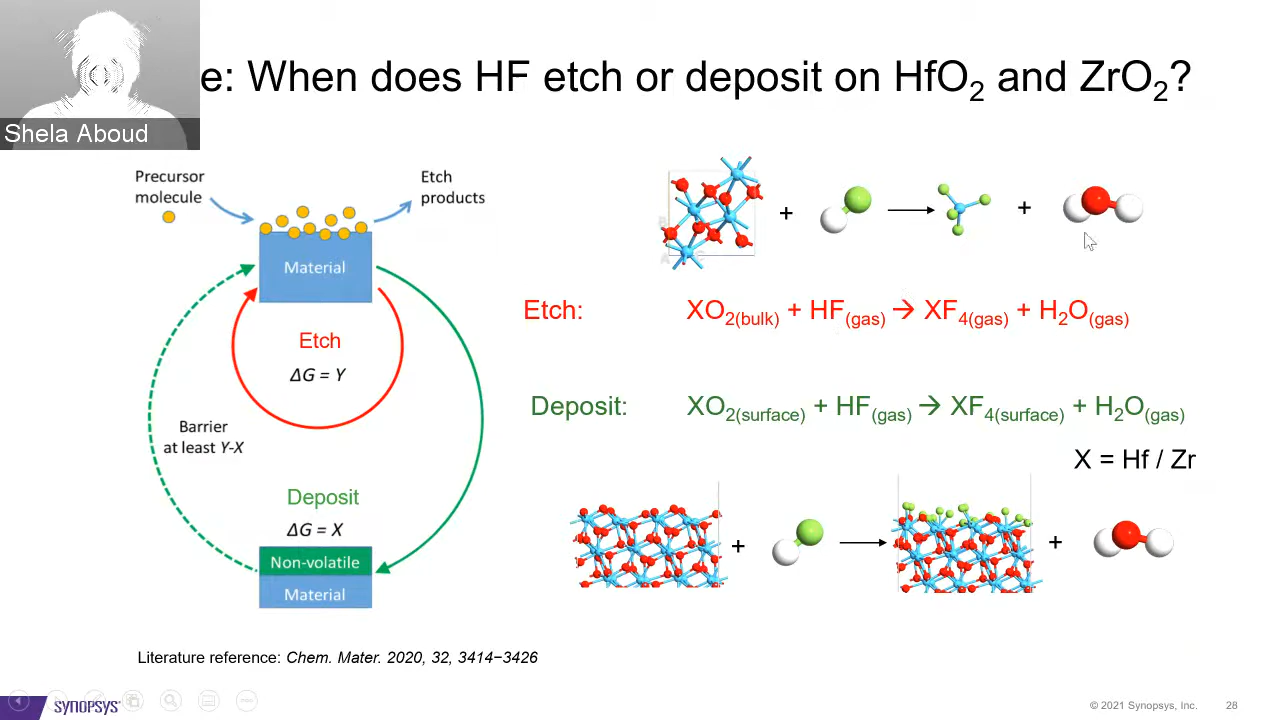 e: When does HF etch or deposit on HfO₂ and ZrO₂?
Shela Aboud
Precursor
molecule
Etch
products
Material
Etch
ΔG = Y
Barrier
at least Y-X
Deposit
ΔG = X
Non-volatile
Material
+
+
Etch: XO₂(bulk) + HF(gas) → XF₄(gas) + H₂O(gas)
Deposit: XO₂(surface) + HF(gas) → XF₄(surface) + H₂O(gas)
X = Hf / Zr
+
+
Literature reference: Chem. Mater. 2020, 32, 3414−3426
SYNOPSYS
© 2021 Synopsys, Inc. 28